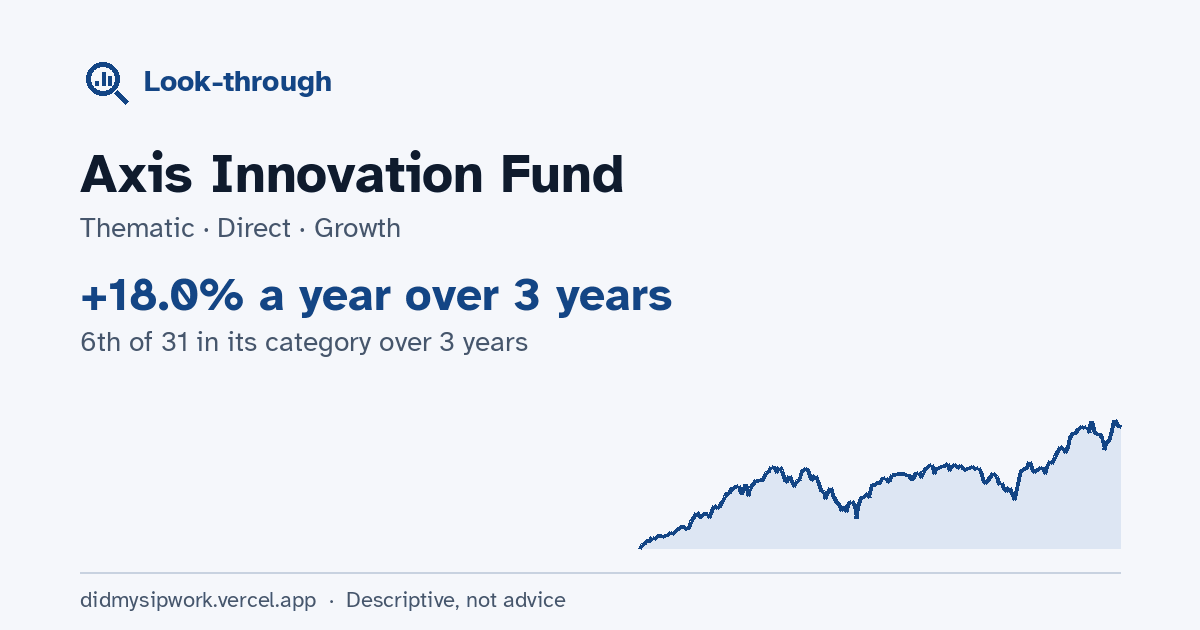 Look-through
Axis Innovation Fund
Thematic · Direct · Growth
+18.0% a year over 3 years
6th of 31 in its category over 3 years
didmysipwork.vercel.app · Descriptive, not advice